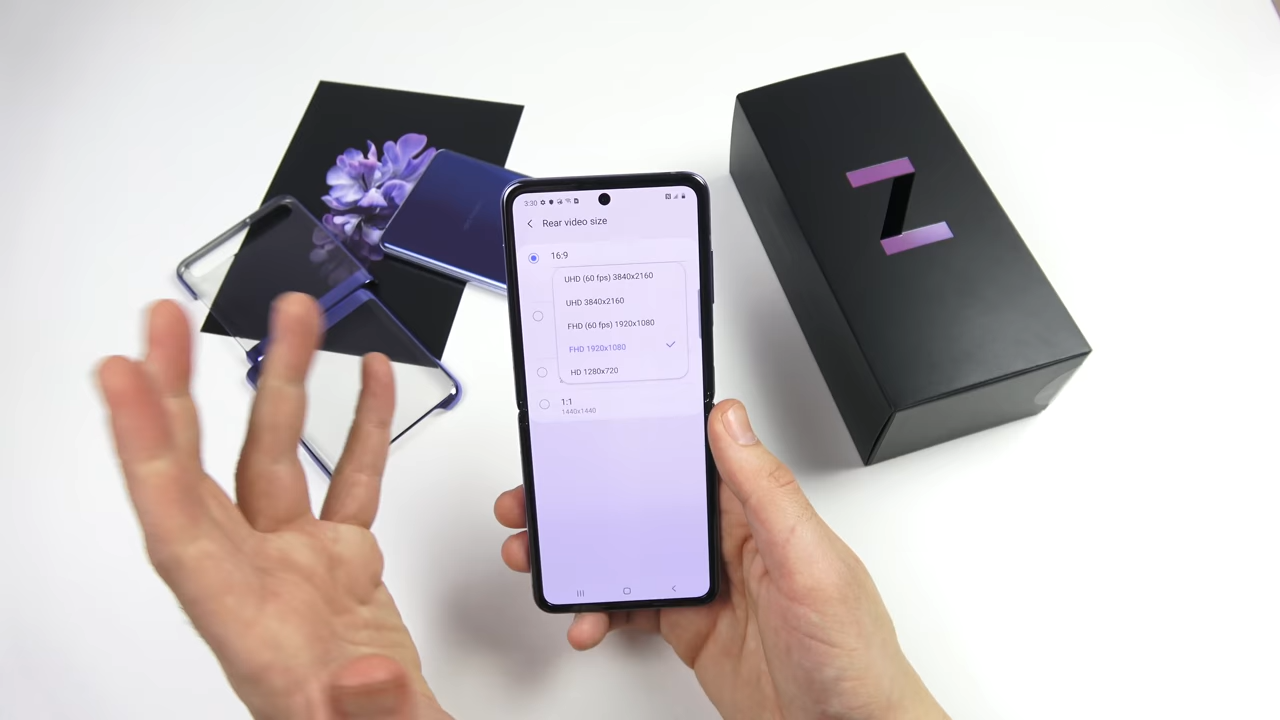 3:30
Rear video size
16:9
UHD (60 fps) 3840x2160
UHD 3840x2160
FHD (60 fps) 1920x1080
FHD 1920x1080
HD 1280x720
1:1
1440x1440
Z